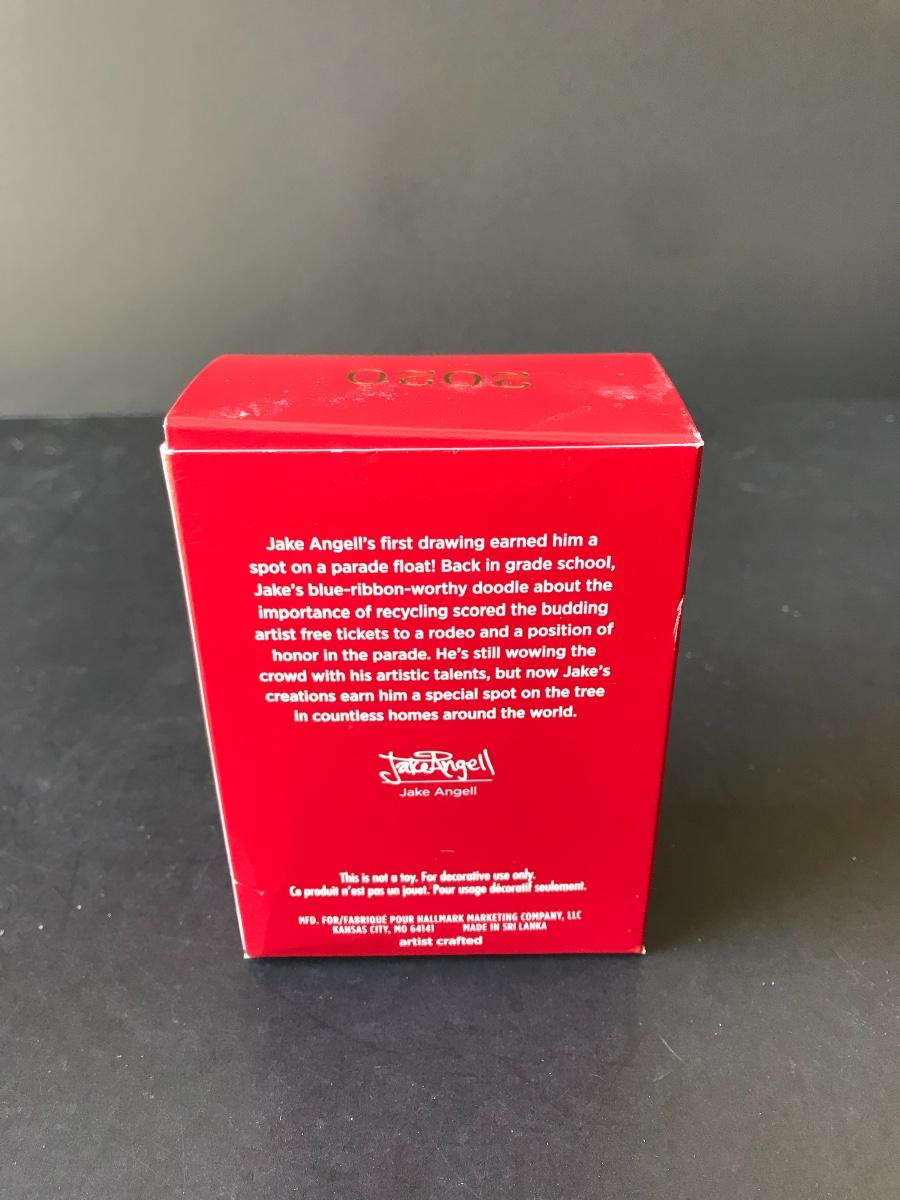 2020
Jake Angell's first drawing earned him a
spot on a parade float! Back in grade school,
Jake's blue-ribbon-worthy doodle about the
importance of recycling scored the budding
artist free tickets to a rodeo and a position of
honor in the parade. He's still wowing the
crowd with his artistic talents, but now Jake's
creations earn him a special spot on the tree
in countless homes around the world.
Jake Angell
Jake Angell
This is not a toy. For decorative use only.
Ce produit n'est pas un jouet. Pour usage décoratif seulement.
MFD. FOR/FABRIQUÉ POUR HALLMARK MARKETING COMPANY, LLC
KANSAS CITY, MO 64141 MADE IN SRI LANKA
artist crafted